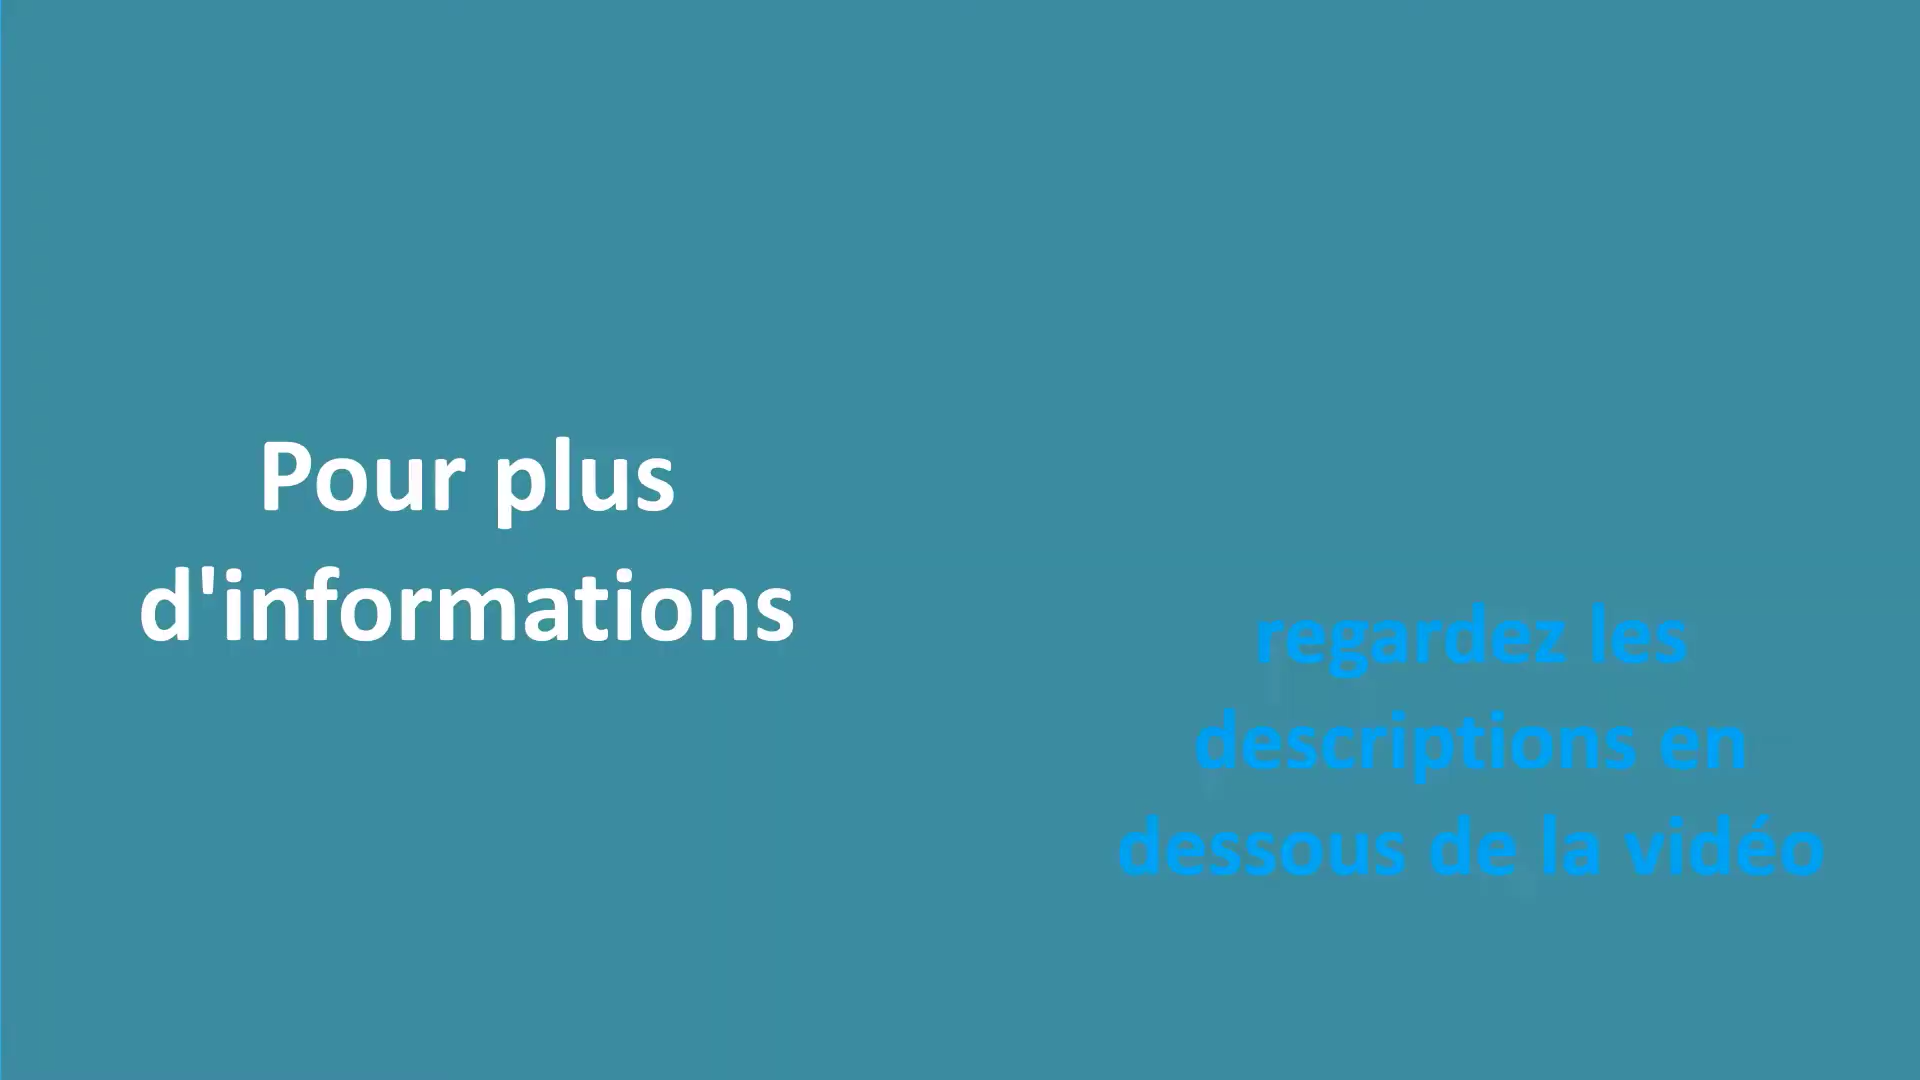 Pour plus
d'informations
regardez les
descriptions en
dessous de la vidéo